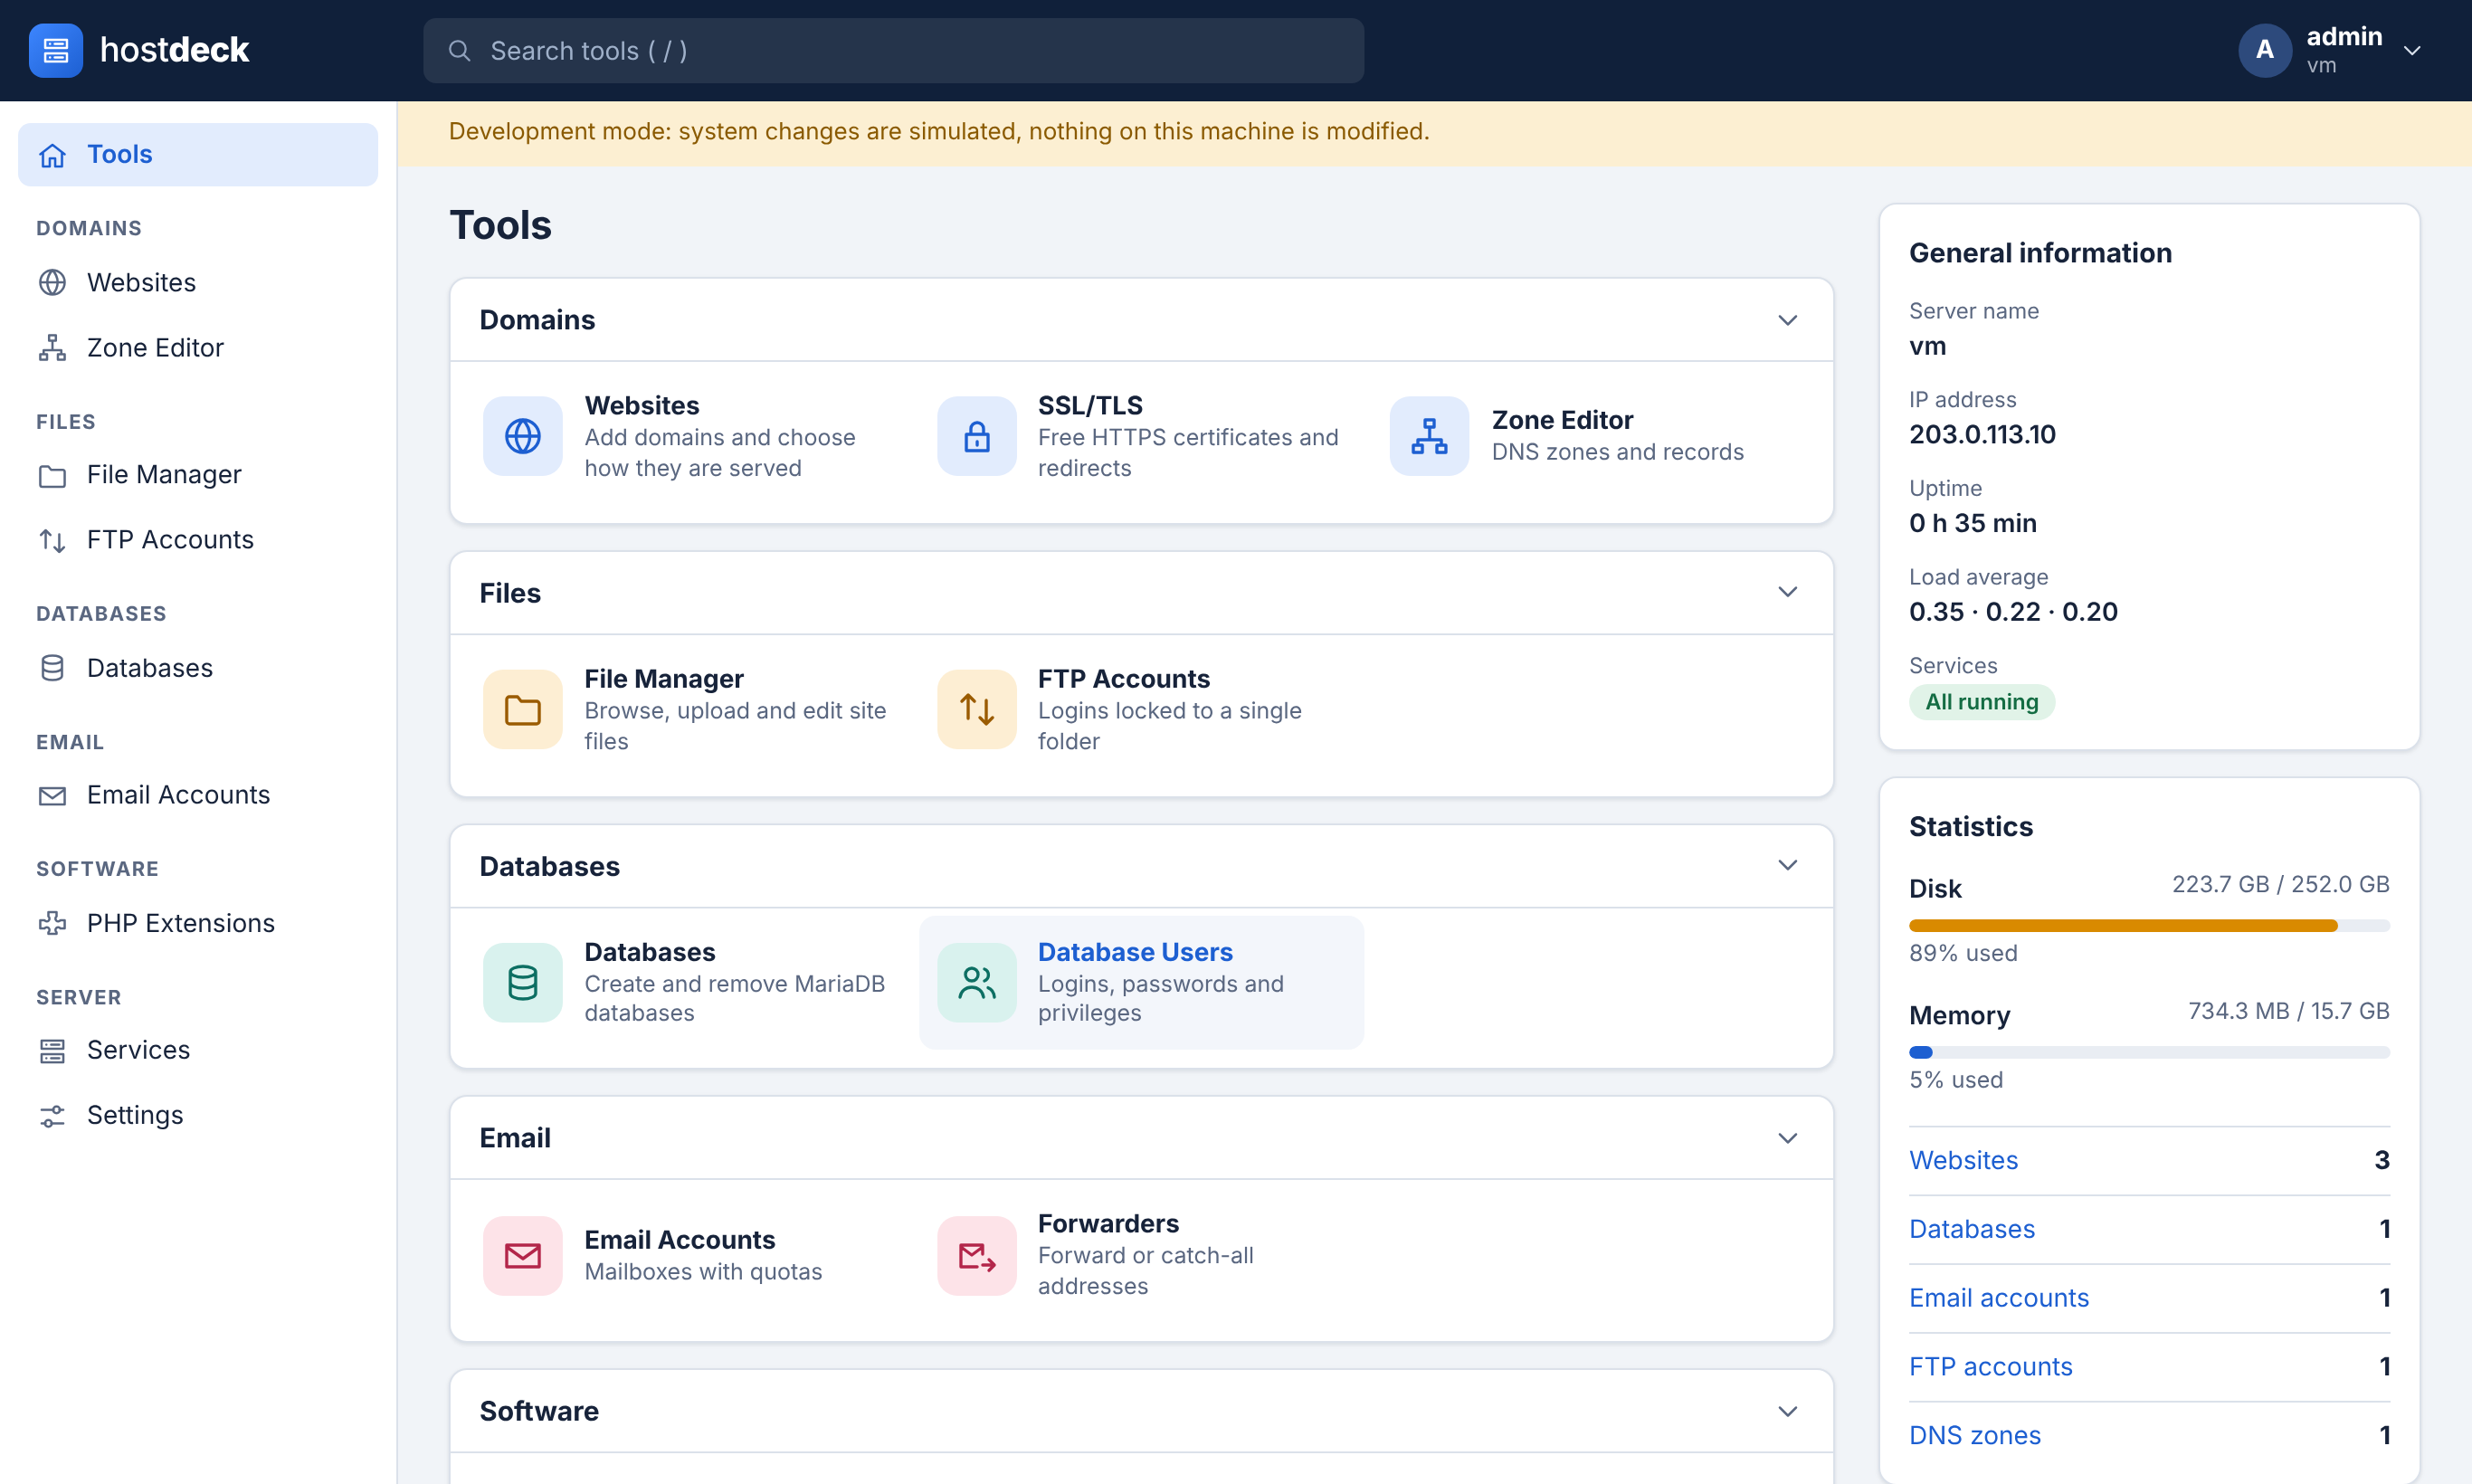 hostdeck
Search tools ( / )
A
admin
vm
Tools
DOMAINS
Websites
Zone Editor
FILES
File Manager
FTP Accounts
DATABASES
Databases
EMAIL
Email Accounts
SOFTWARE
PHP Extensions
SERVER
Services
Settings
Development mode: system changes are simulated, nothing on this machine is modified.
Tools
Domains
Websites
Add domains and choose
how they are served
SSL/TLS
Free HTTPS certificates and
redirects
Zone Editor
DNS zones and records
Files
File Manager
Browse, upload and edit site
files
FTP Accounts
Logins locked to a single
folder
Databases
Databases
Create and remove MariaDB
databases
Database Users
Logins, passwords and
privileges
Email
Email Accounts
Mailboxes with quotas
Forwarders
Forward or catch-all
addresses
Software
General information
Server name
vm
IP address
203.0.113.10
Uptime
0 h 35 min
Load average
0.35 · 0.22 · 0.20
Services
All running
Statistics
Disk 223.7 GB / 252.0 GB
89% used
Memory 734.3 MB / 15.7 GB
5% used
Websites 3
Databases 1
Email accounts 1
FTP accounts 1
DNS zones 1